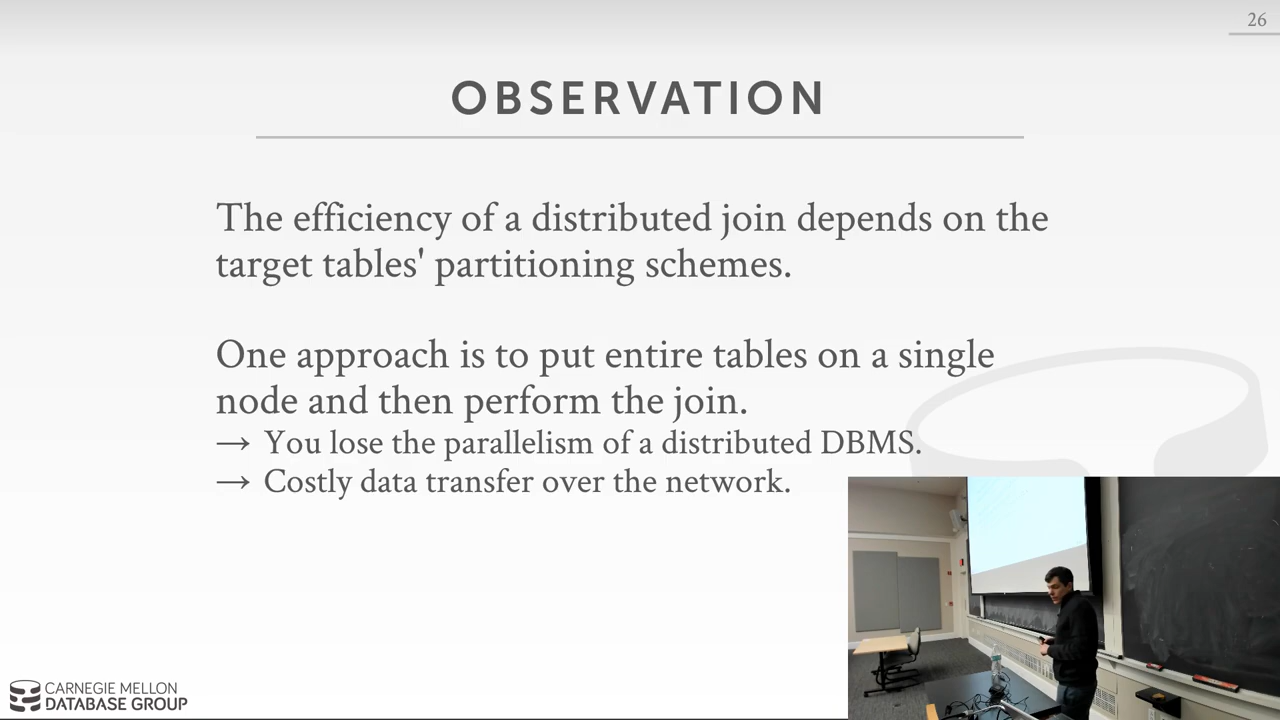 26
OBSERVATION
The efficiency of a distributed join depends on the
target tables' partitioning schemes.
One approach is to put entire tables on a single
node and then perform the join.
→ You lose the parallelism of a distributed DBMS.
→ Costly data transfer over the network.
CARNEGIE MELLON
DATABASE GROUP